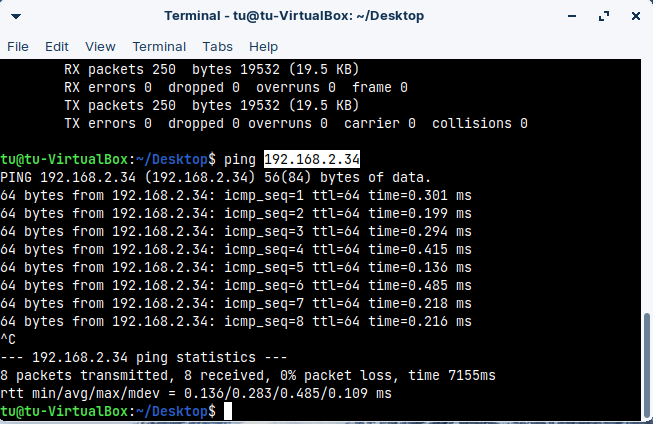 Terminal - tu@tu-VirtualBox: ~/Desktop
File Edit View Terminal Tabs Help
RX packets 250  bytes 19532 (19.5 KB)
RX errors 0  dropped 0  overruns 0  frame 0
TX packets 250  bytes 19532 (19.5 KB)
TX errors 0  dropped 0 overruns 0  carrier 0  collisions 0
tu@tu-VirtualBox:~/Desktop$ ping 192.168.2.34
PING 192.168.2.34 (192.168.2.34) 56(84) bytes of data.
64 bytes from 192.168.2.34: icmp_seq=1 ttl=64 time=0.301 ms
64 bytes from 192.168.2.34: icmp_seq=2 ttl=64 time=0.199 ms
64 bytes from 192.168.2.34: icmp_seq=3 ttl=64 time=0.294 ms
64 bytes from 192.168.2.34: icmp_seq=4 ttl=64 time=0.415 ms
64 bytes from 192.168.2.34: icmp_seq=5 ttl=64 time=0.136 ms
64 bytes from 192.168.2.34: icmp_seq=6 ttl=64 time=0.485 ms
64 bytes from 192.168.2.34: icmp_seq=7 ttl=64 time=0.218 ms
64 bytes from 192.168.2.34: icmp_seq=8 ttl=64 time=0.216 ms
^C
--- 192.168.2.34 ping statistics ---
8 packets transmitted, 8 received, 0% packet loss, time 7155ms
rtt min/avg/max/mdev = 0.136/0.283/0.485/0.109 ms
tu@tu-VirtualBox:~/Desktop$